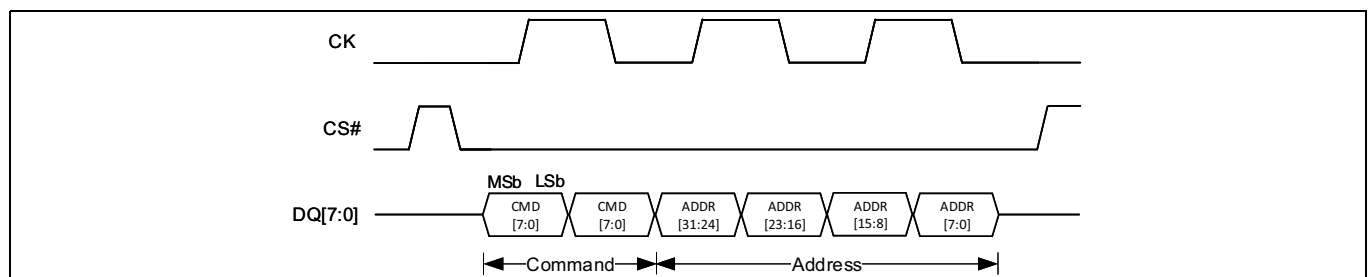 CK
CS#
MSb LSb
DQ[7:0]
CMD [7:0]
CMD [7:0]
ADDR [31:24]
ADDR [23:16]
ADDR [15:8]
ADDR [7:0]
Command
Address